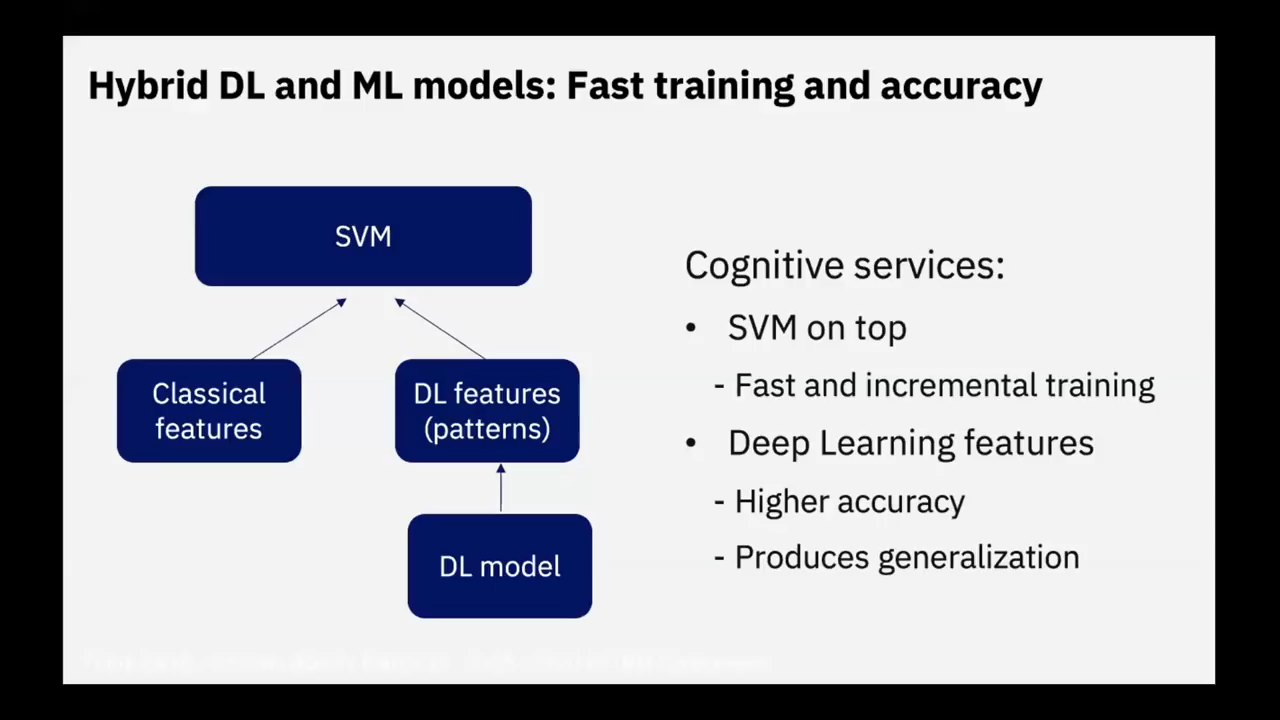 Hybrid DL and ML models: Fast training and accuracy
SVM
Classical
features
DL features
(patterns)
DL model
Cognitive services:
• SVM on top
- Fast and incremental training
• Deep Learning features
- Higher accuracy
- Produces generalization